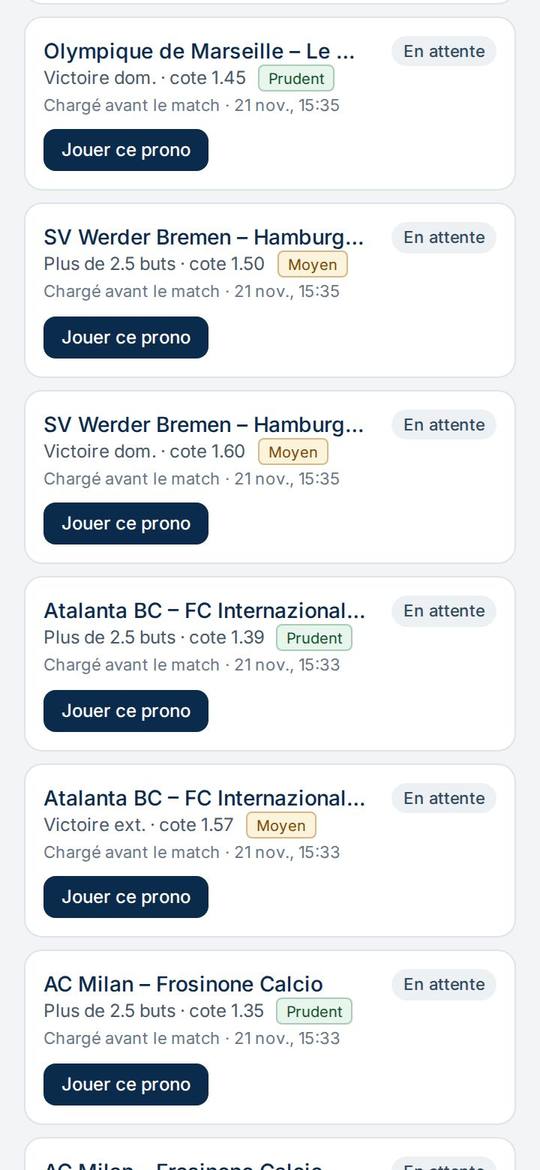 Olympique de Marseille – Le ...
En attente
Victoire dom. · cote 1.45 Prudent
Chargé avant le match · 21 nov., 15:35
Jouer ce prono
SV Werder Bremen – Hamburg...
En attente
Plus de 2.5 buts · cote 1.50 Moyen
Chargé avant le match · 21 nov., 15:35
Jouer ce prono
SV Werder Bremen – Hamburg...
En attente
Victoire dom. · cote 1.60 Moyen
Chargé avant le match · 21 nov., 15:35
Jouer ce prono
Atalanta BC – FC Internazional...
En attente
Plus de 2.5 buts · cote 1.39 Prudent
Chargé avant le match · 21 nov., 15:33
Jouer ce prono
Atalanta BC – FC Internazional...
En attente
Victoire ext. · cote 1.57 Moyen
Chargé avant le match · 21 nov., 15:33
Jouer ce prono
AC Milan – Frosinone Calcio
En attente
Plus de 2.5 buts · cote 1.35 Prudent
Chargé avant le match · 21 nov., 15:33
Jouer ce prono
AC Milan – Frosinone Calcio
En attente